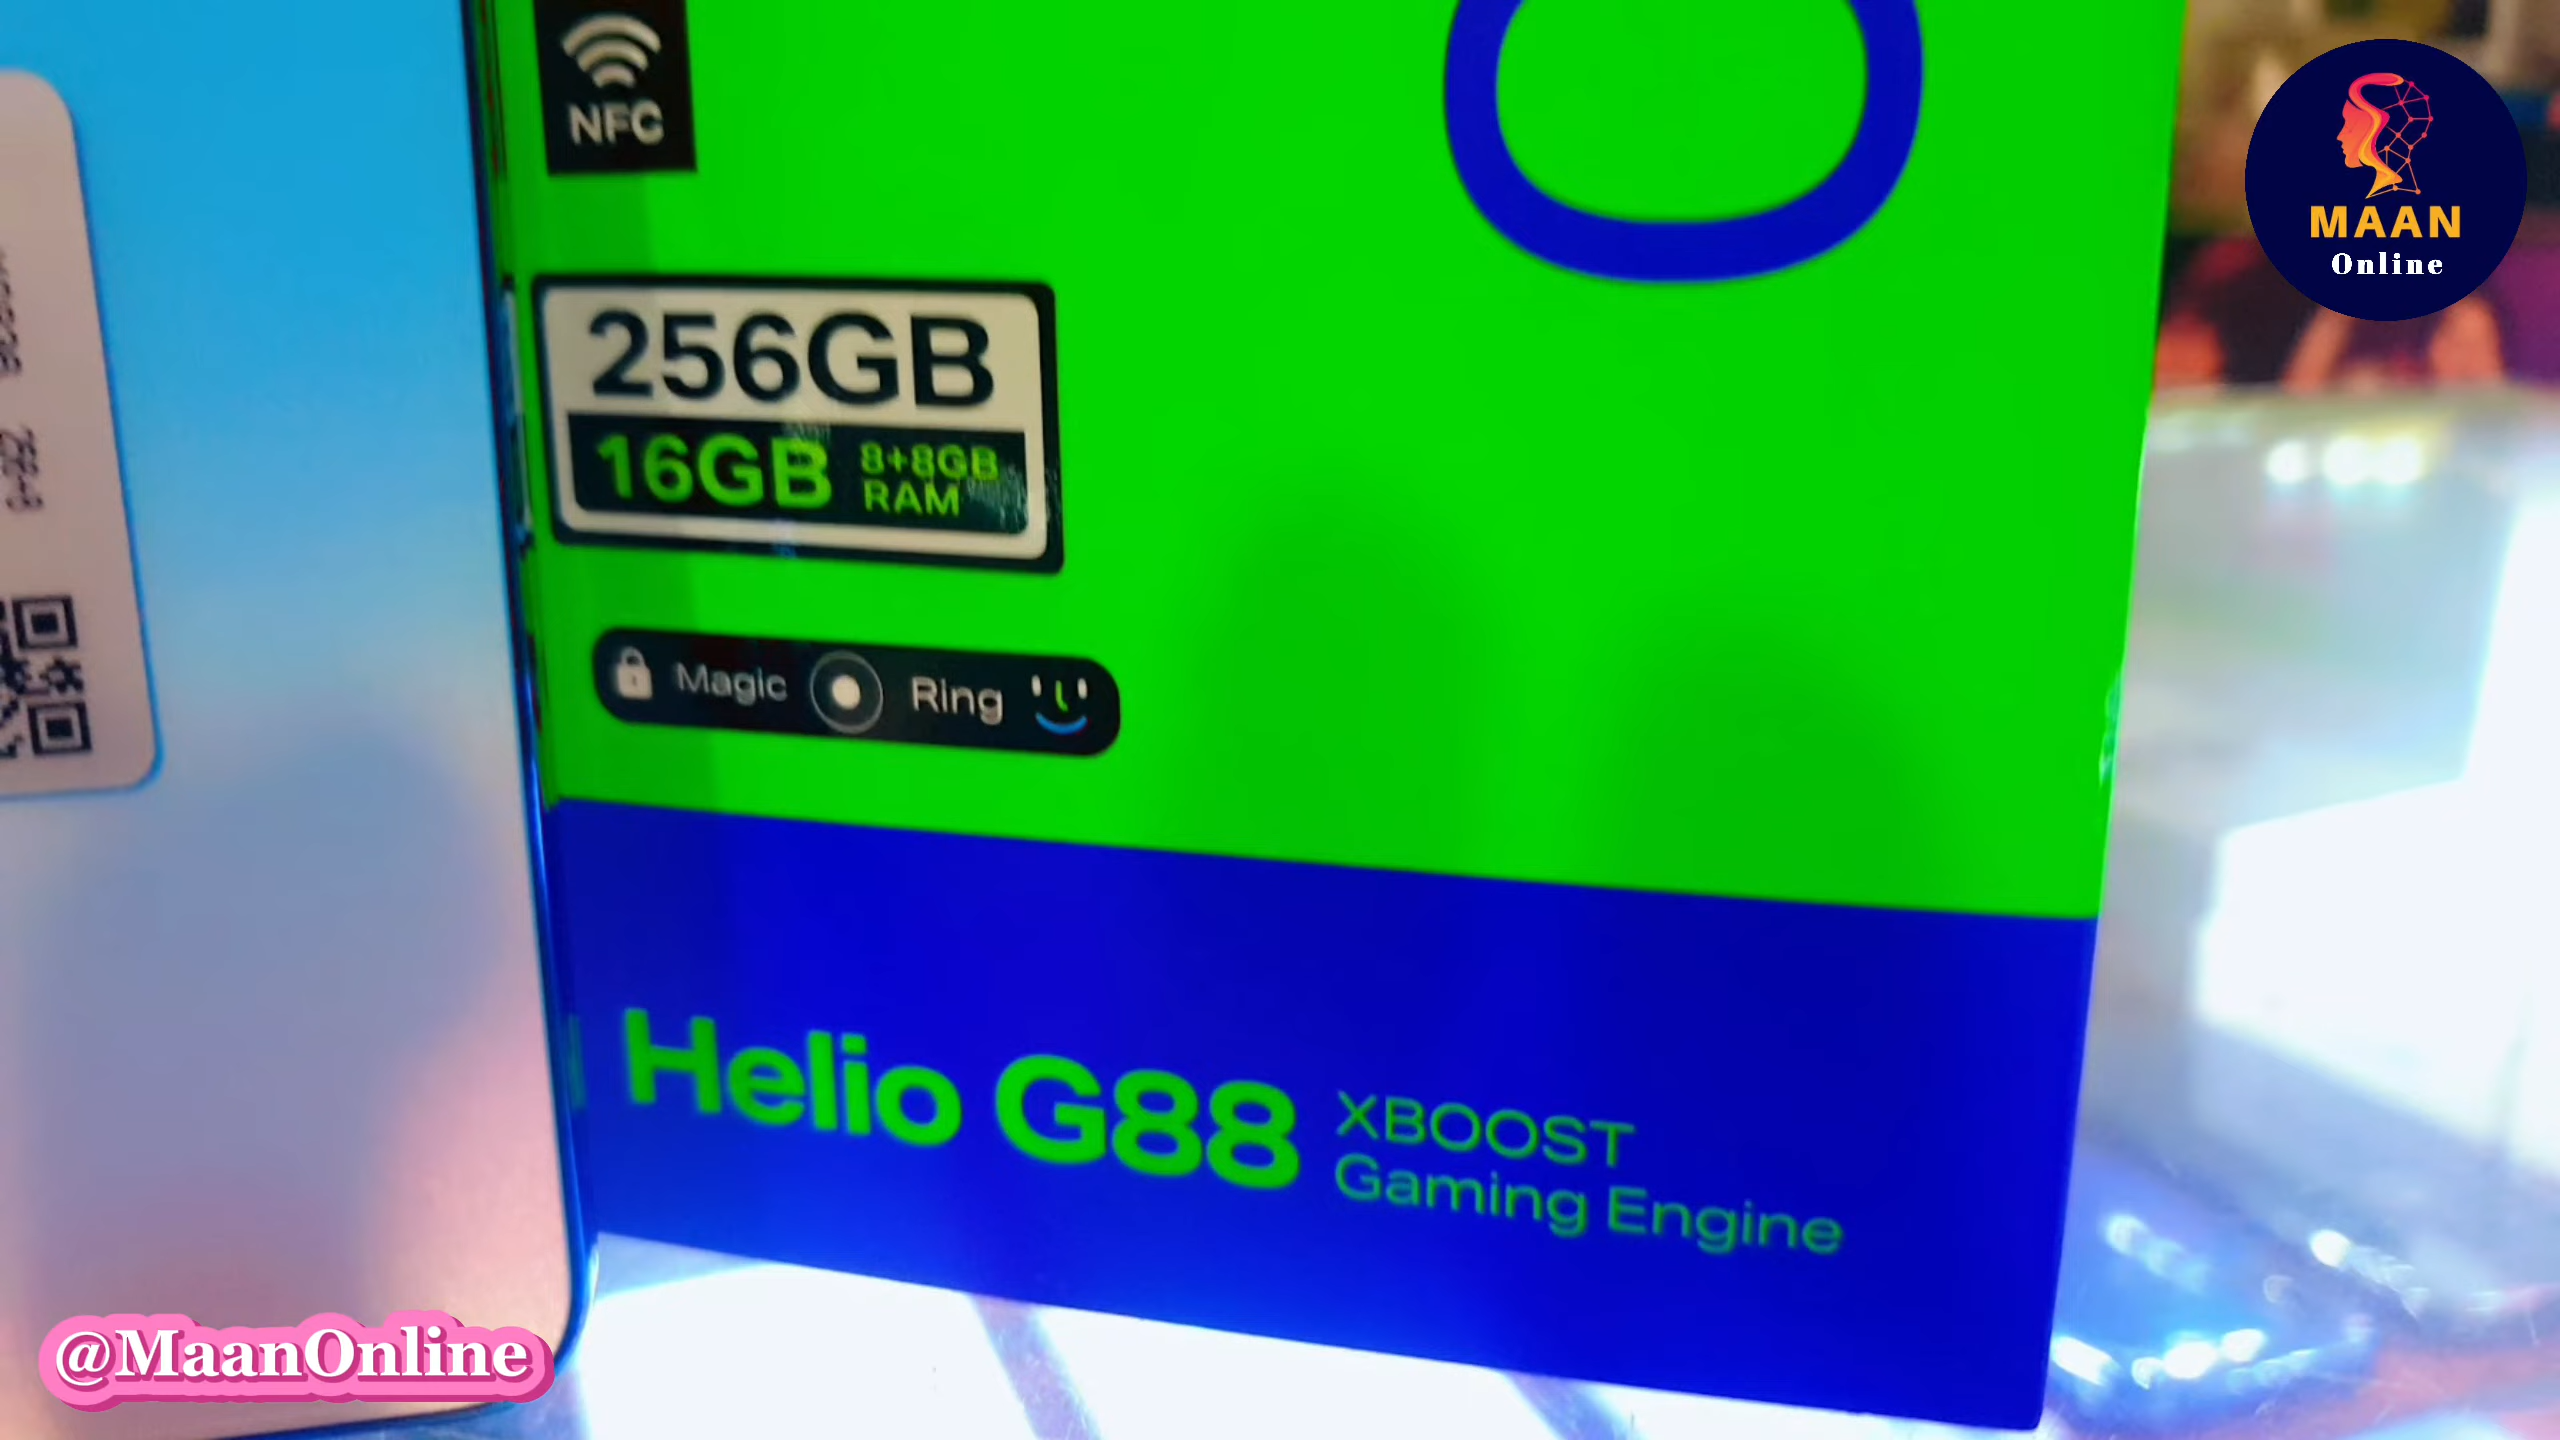 NFC
MAAN
Online
256GB
16GB 8+8GB
RAM
Magic Ring
Helio G88 XBOOST
Gaming Engine
@MaanOnline